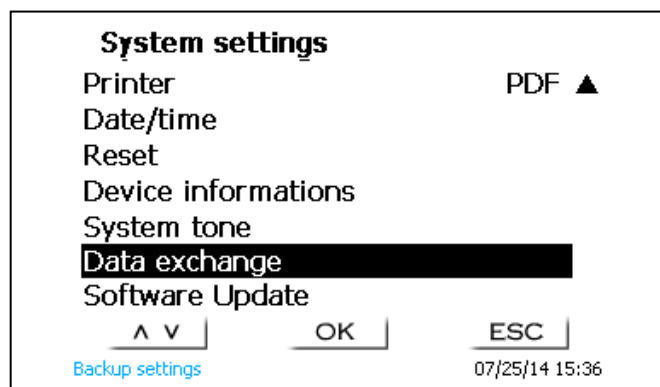 System settings
Printer PDF ▲
Date/time
Reset
Device informations
System tone
Data exchange
Software Update
∧ ∨ OK ESC
Backup settings 07/25/14 15:36